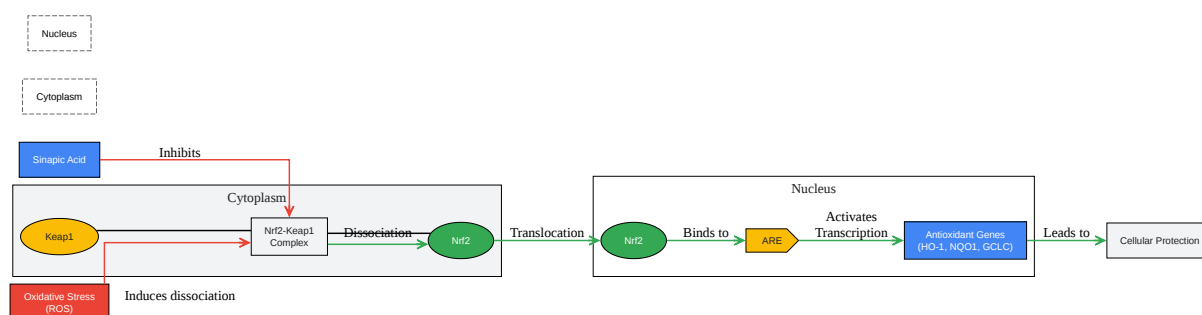 Nucleus
Cytoplasm
Sinapic Acid
Inhibits
Cytoplasm
Keap1
Nrf2-Keap1
Complex
Dissociation
Nrf2
Translocation
Nucleus
Nrf2
Binds to
ARE
Activates
Transcription
Antioxidant Genes
(HO-1, NQO1, GCLC)
Leads to
Cellular Protection
Oxidative Stress
(ROS)
Induces dissociation